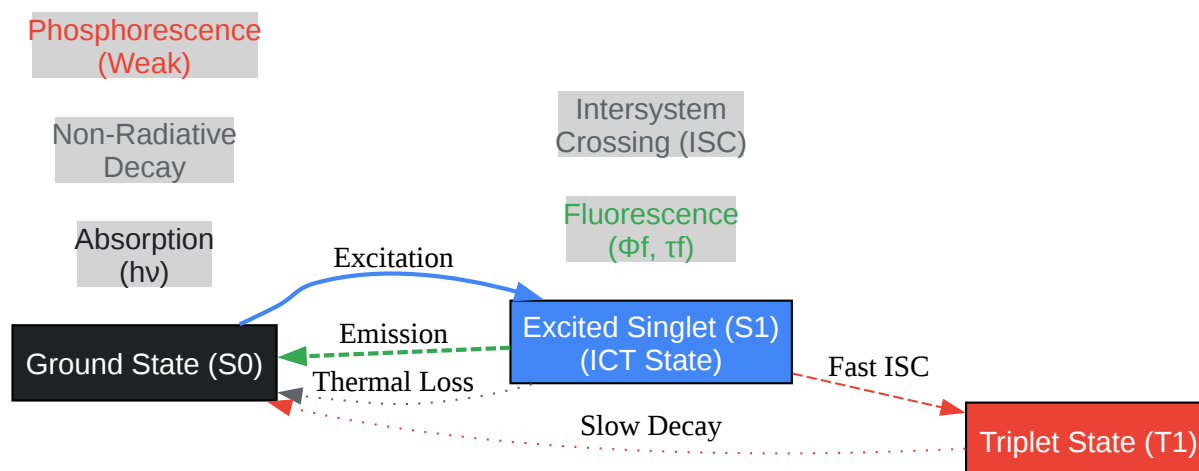 Phosphorescence
(Weak)
Non-Radiative
Decay
Intersystem
Crossing (ISC)
Absorption
(hν)
Fluorescence
(Φf, τf)
Excitation
Ground State (S0)
Emission
Thermal Loss
Excited Singlet (S1)
(ICT State)
Fast ISC
Slow Decay
Triplet State (T1)